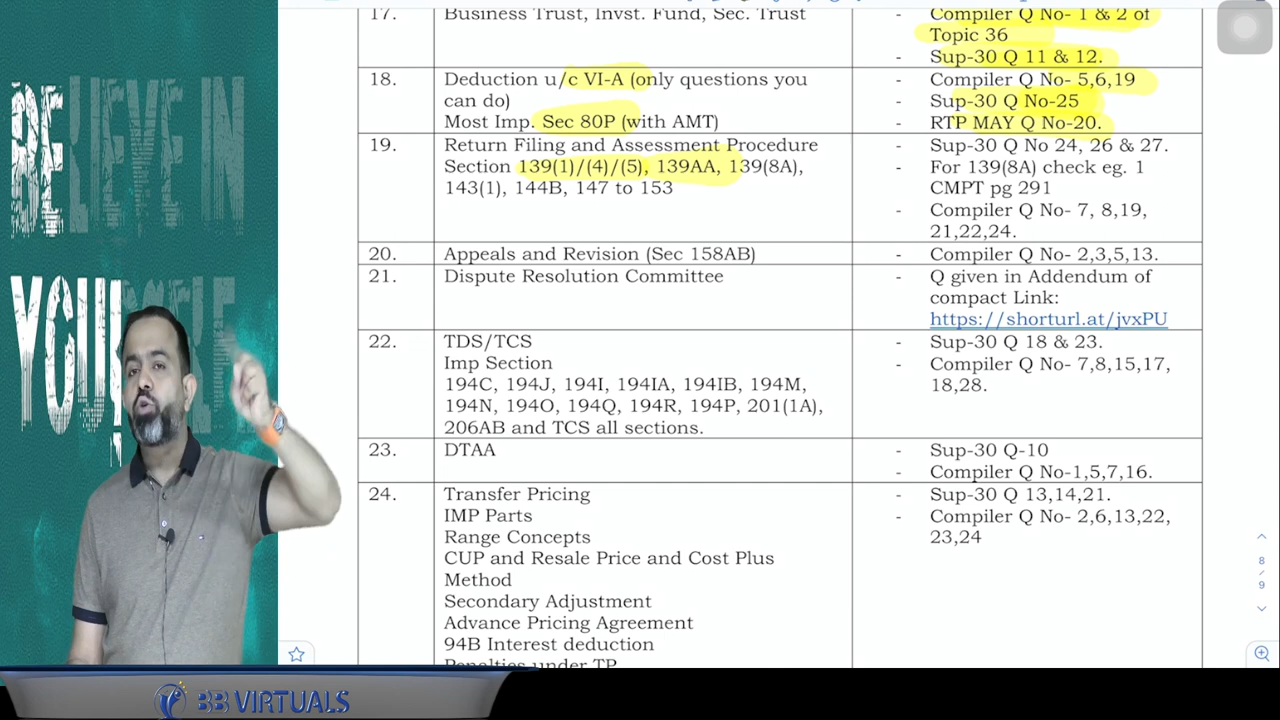 BELIEVE IN
YOURSELF
17. Business Trust, Invst. Fund, Sec. Trust - Compiler Q No- 1 & 2 of
Topic 36
- Sup-30 Q 11 & 12.
18. Deduction u/c VI-A (only questions you - Compiler Q No- 5,6,19
can do) - Sup-30 Q No-25
Most Imp. Sec 80P (with AMT) - RTP MAY Q No-20.
19. Return Filing and Assessment Procedure - Sup-30 Q No 24, 26 & 27.
Section 139(1)/(4)/(5), 139AA, 139(8A), - For 139(8A) check eg. 1
143(1), 144B, 147 to 153 CMPT pg 291
- Compiler Q No- 7, 8,19,
21,22,24.
20. Appeals and Revision (Sec 158AB) - Compiler Q No- 2,3,5,13.
21. Dispute Resolution Committee - Q given in Addendum of
compact Link:
https://shorturl.at/jvxPU
22. TDS/TCS - Sup-30 Q 18 & 23.
Imp Section - Compiler Q No- 7,8,15,17,
194C, 194J, 194I, 194IA, 194IB, 194M, 18,28.
194N, 194O, 194Q, 194R, 194P, 201(1A),
206AB and TCS all sections.
23. DTAA - Sup-30 Q-10
- Compiler Q No-1,5,7,16.
24. Transfer Pricing - Sup-30 Q 13,14,21.
IMP Parts - Compiler Q No- 2,6,13,22,
Range Concepts 23,24
CUP and Resale Price and Cost Plus
Method
Secondary Adjustment
Advance Pricing Agreement
94B Interest deduction
Penalties under TP
8
/
9
BB VIRTUALS